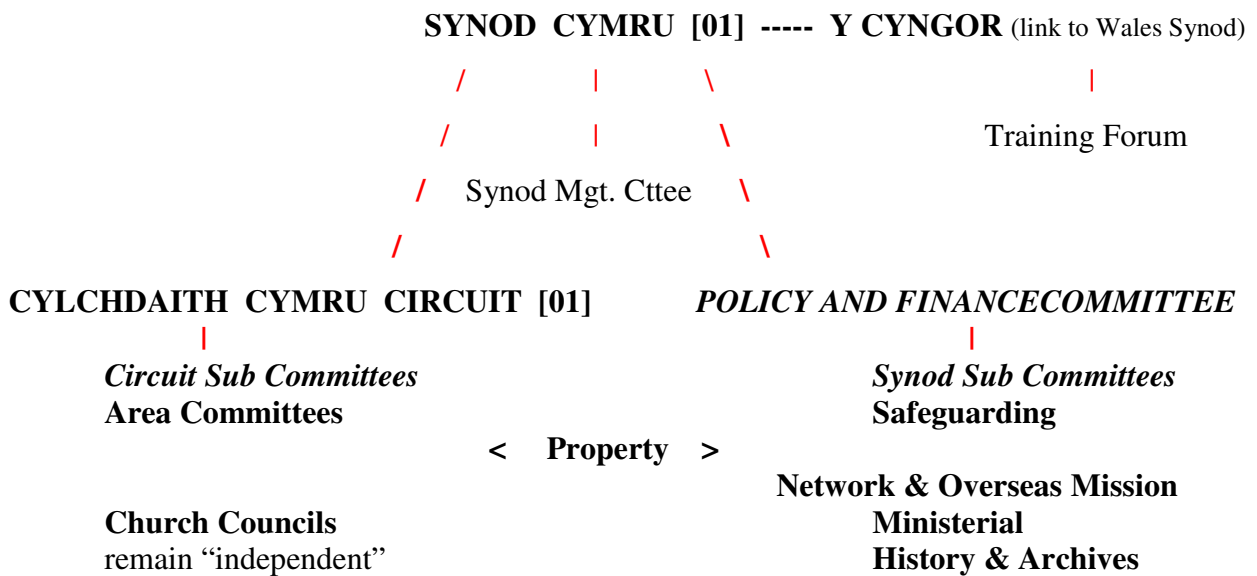 SYNOD CYMRU [01] ----- Y CYNGOR (link to Wales Synod)
/ | \ |
/ | \ Training Forum
/ Synod Mgt. Cttee \
/ \
CYLCHDAITH CYMRU CIRCUIT [01] POLICY AND FINANCECOMMITTEE
| |
Circuit Sub Committees Synod Sub Committees
Area Committees Safeguarding
< Property >
Network & Overseas Mission
Church Councils Ministerial
remain “independent” History & Archives